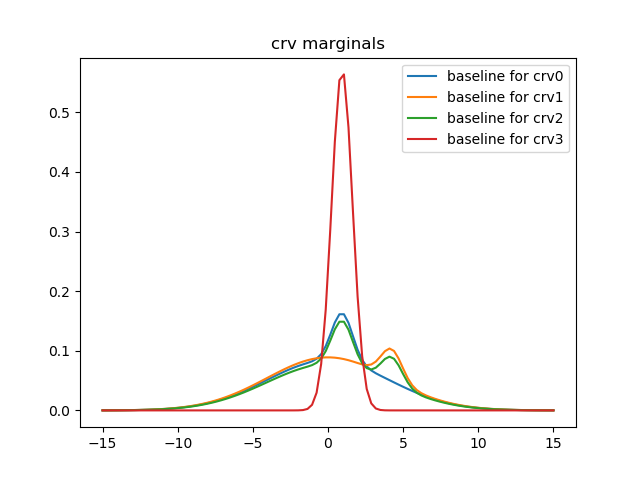 crv marginals
baseline for crv0
baseline for crv1
baseline for crv2
baseline for crv3
0.5
0.4
0.3
0.2
0.1
0.0
−15 −10 −5 0 5 10 15